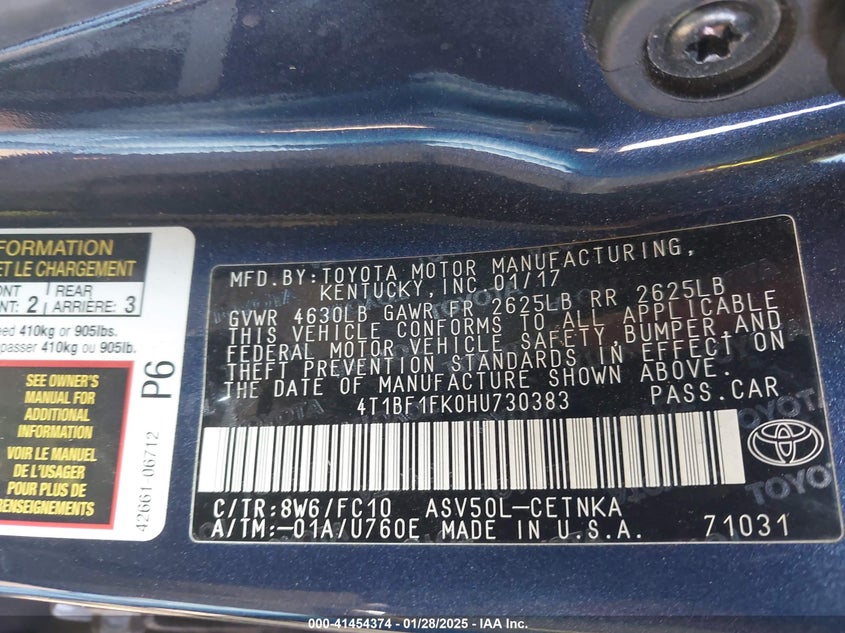 FORMATION
ET LE CHARGEMENT
2 REAR
ARRIÈRE: 3
410kg or 905lbs.
410kg ou 905lb.
SEE OWNER'S
MANUAL FOR
ADDITIONAL
INFORMATION
VOIR LE MANUEL
DE L'USAGER
POUR PLUS DE
RENSEIGNEMENTS
P6
42661-06712
MFD.BY:TOYOTA MOTOR MANUFACTURING,
KENTUCKY,INC. 01/17
GVWR 4630LB GAWR FR 2625LB RR 2625LB
THIS VEHICLE CONFORMS TO ALL APPLICABLE
FEDERAL MOTOR VEHICLE SAFETY,BUMPER,AND
THEFT PREVENTION STANDARDS IN EFFECT ON
THE DATE OF MANUFACTURE SHOWN ABOVE.
4T1BF1FK0HU730383 PASS.CAR
C/TR:8W6/FC10 ASV50L-CETNKA
A/TM:-01A/U760E MADE IN U.S.A. 71031
000-41454374 | 01/28/2025 - © IAA Inc.